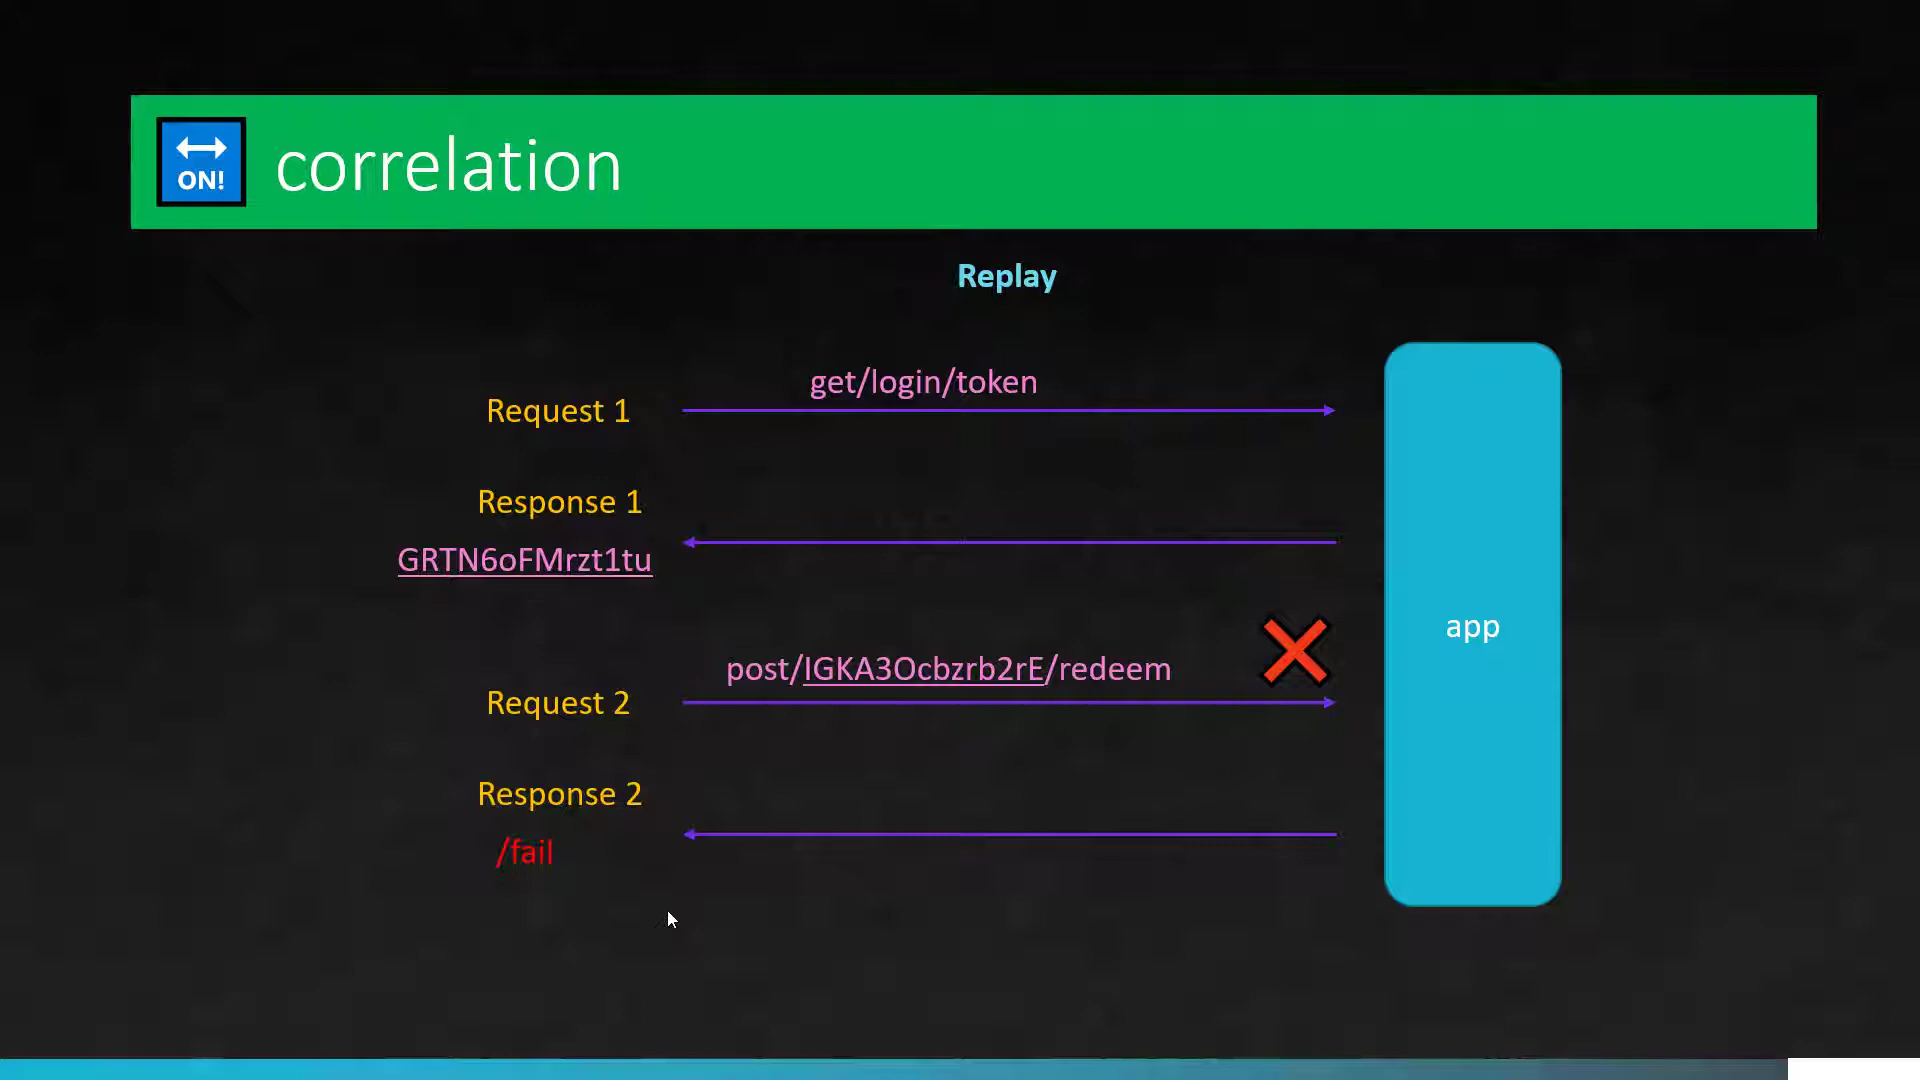 ON!
correlation
Replay
get/login/token
Request 1
Response 1
GRTN6oFMrzt1tu
post/IGKA3Ocbzrb2rE/redeem
app
Request 2
Response 2
/fail